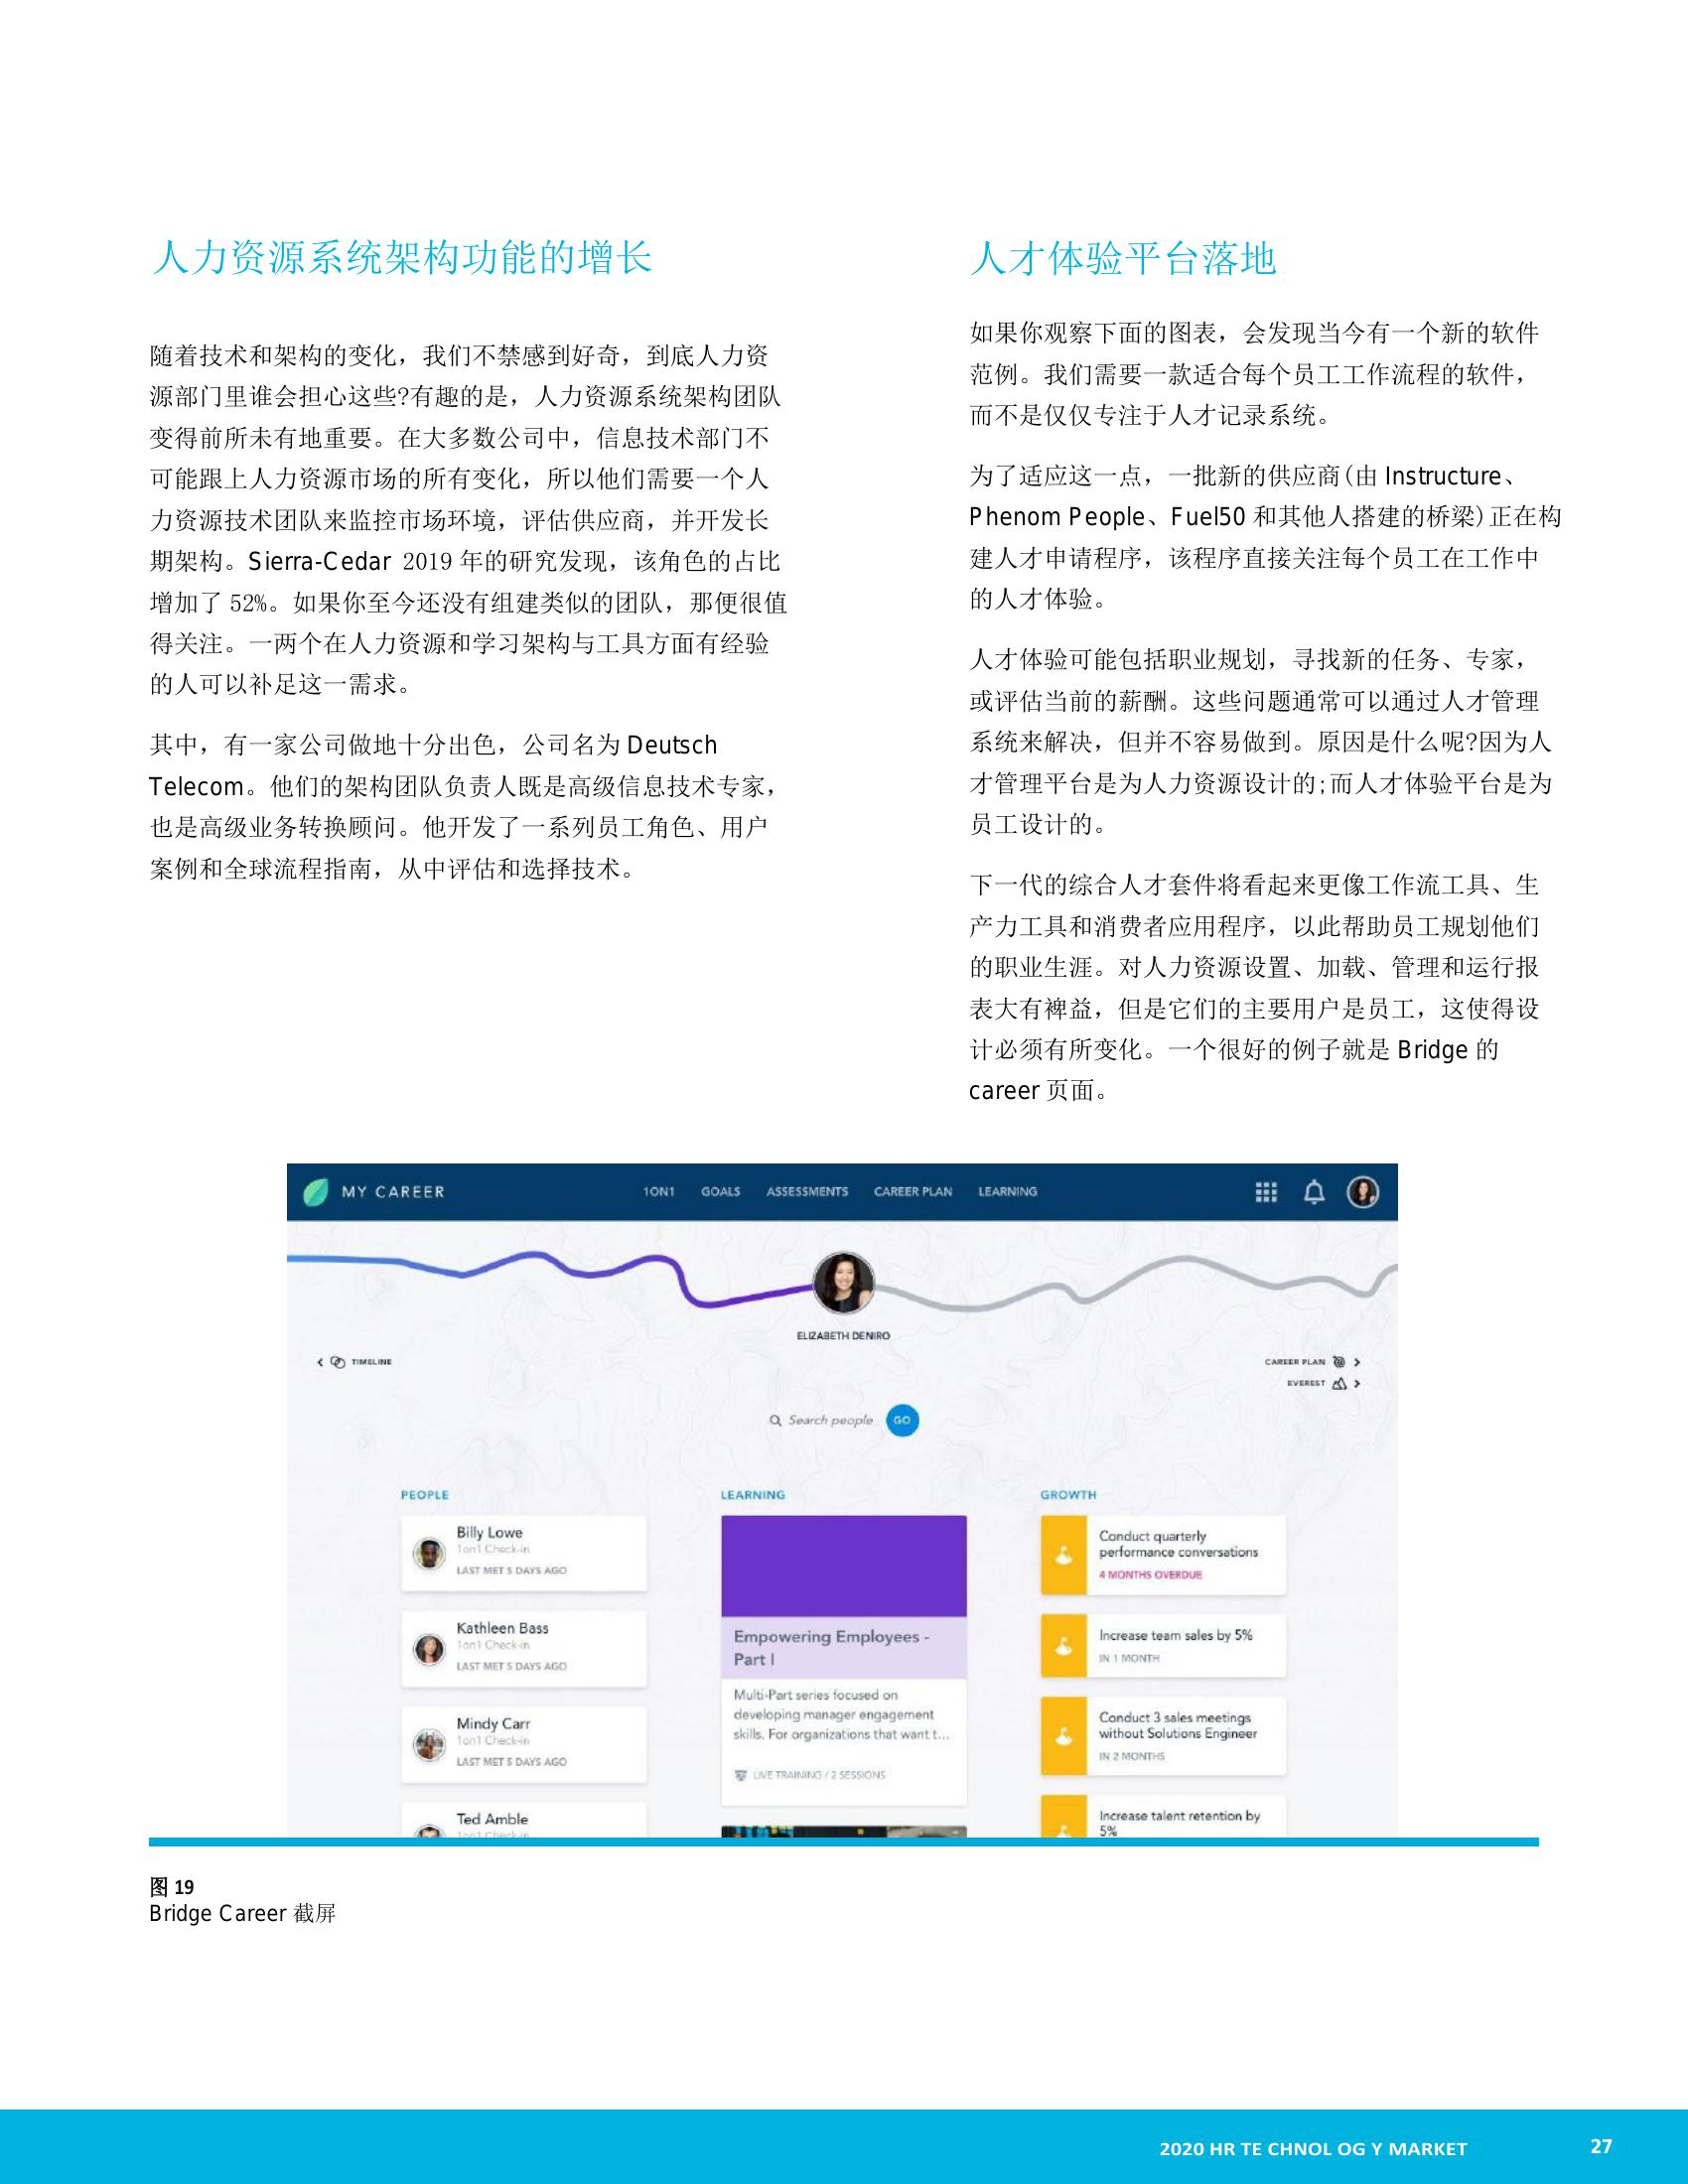 人力资源系统架构功能的增长
随着技术和架构的变化，我们不禁感到好奇，到底人力资
源部门里谁会担心这些?有趣的是，人力资源系统架构团队
变得前所未有地重要。在大多数公司中，信息技术部门不
可能跟上人力资源市场的所有变化，所以他们需要一个人
力资源技术团队来监控市场环境，评估供应商，并开发长
期架构。Sierra-Cedar 2019 年的研究发现，该角色的占比
增加了 52%。如果你至今还没有组建类似的团队，那便很值
得关注。一两个在人力资源和学习架构与工具方面有经验
的人可以补足这一需求。
其中，有一家公司做地十分出色，公司名为 Deutsch
Telecom。他们的架构团队负责人既是高级信息技术专家，
也是高级业务转换顾问。他开发了一系列员工角色、用户
案例和全球流程指南，从中评估和选择技术。
人才体验平台落地
如果你观察下面的图表，会发现当今有一个新的软件
范例。我们需要一款适合每个员工工作流程的软件，
而不是仅仅专注于人才记录系统。
为了适应这一点，一批新的供应商(由 Instructure、
Phenom People、Fuel50 和其他人搭建的桥梁)正在构
建人才申请程序，该程序直接关注每个员工在工作中
的人才体验。
人才体验可能包括职业规划，寻找新的任务、专家，
或评估当前的薪酬。这些问题通常可以通过人才管理
系统来解决，但并不容易做到。原因是什么呢?因为人
才管理平台是为人力资源设计的;而人才体验平台是为
员工设计的。
下一代的综合人才套件将看起来更像工作流工具、生
产力工具和消费者应用程序，以此帮助员工规划他们
的职业生涯。对人力资源设置、加载、管理和运行报
表大有裨益，但是它们的主要用户是员工，这使得设
计必须有所变化。一个很好的例子就是 Bridge 的
career 页面。
MY CAREER 1ON1 GOALS ASSESSMENTS CAREER PLAN LEARNING
ELIZABETH DENIRO
TIMELINE
CAREER PLAN
EVEREST
Search people GO
PEOPLE
Billy Lowe
1on1 Check-in
LAST MET 5 DAYS AGO
Kathleen Bass
1on1 Check-in
LAST MET 5 DAYS AGO
Mindy Carr
1on1 Check-in
LAST MET 5 DAYS AGO
Ted Amble
1on1 Check-in
LEARNING
Empowering Employees -
Part I
Multi-Part series focused on
developing manager engagement
skills. For organizations that want t...
LIVE TRAINING / 2 SESSIONS
GROWTH
Conduct quarterly
performance conversations
4 MONTHS OVERDUE
Increase team sales by 5%
IN 1 MONTH
Conduct 3 sales meetings
without Solutions Engineer
IN 2 MONTHS
Increase talent retention by
5%
图 19
Bridge Career 截屏
2020 HR TE CHNOL OG Y MARKET 27